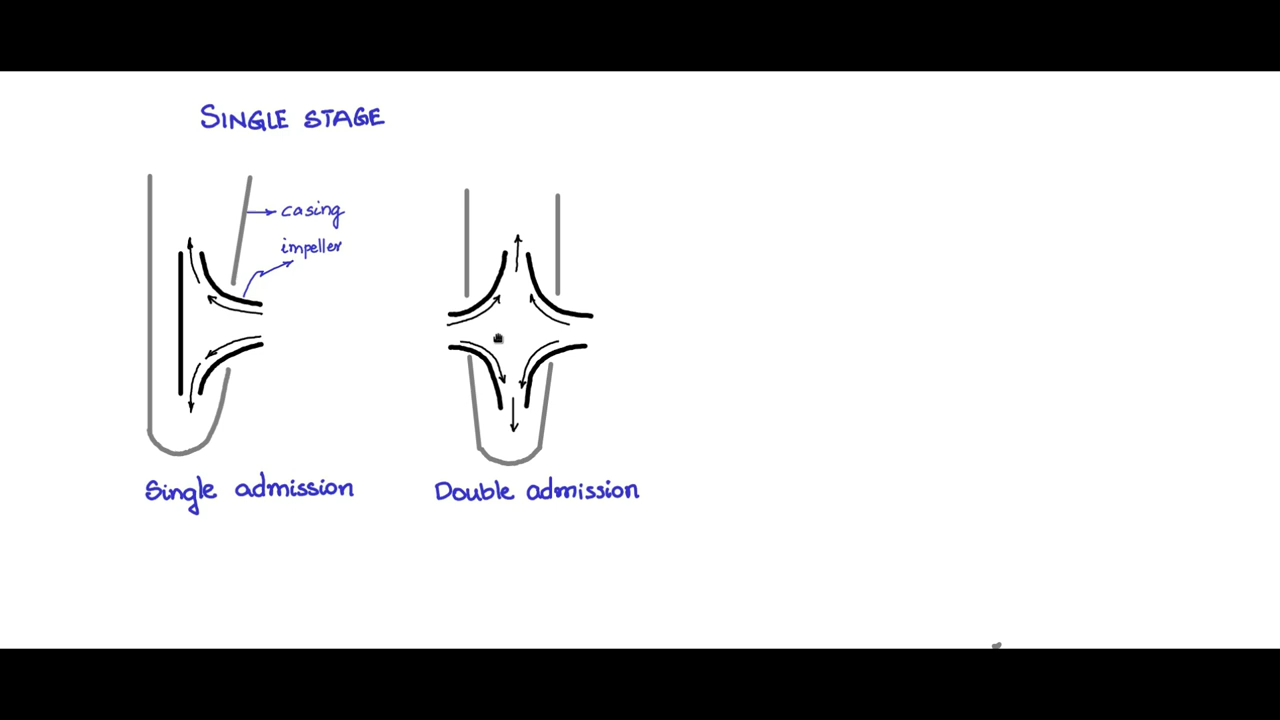 SINGLE STAGE
casing
impeller
Single admission
Double admission